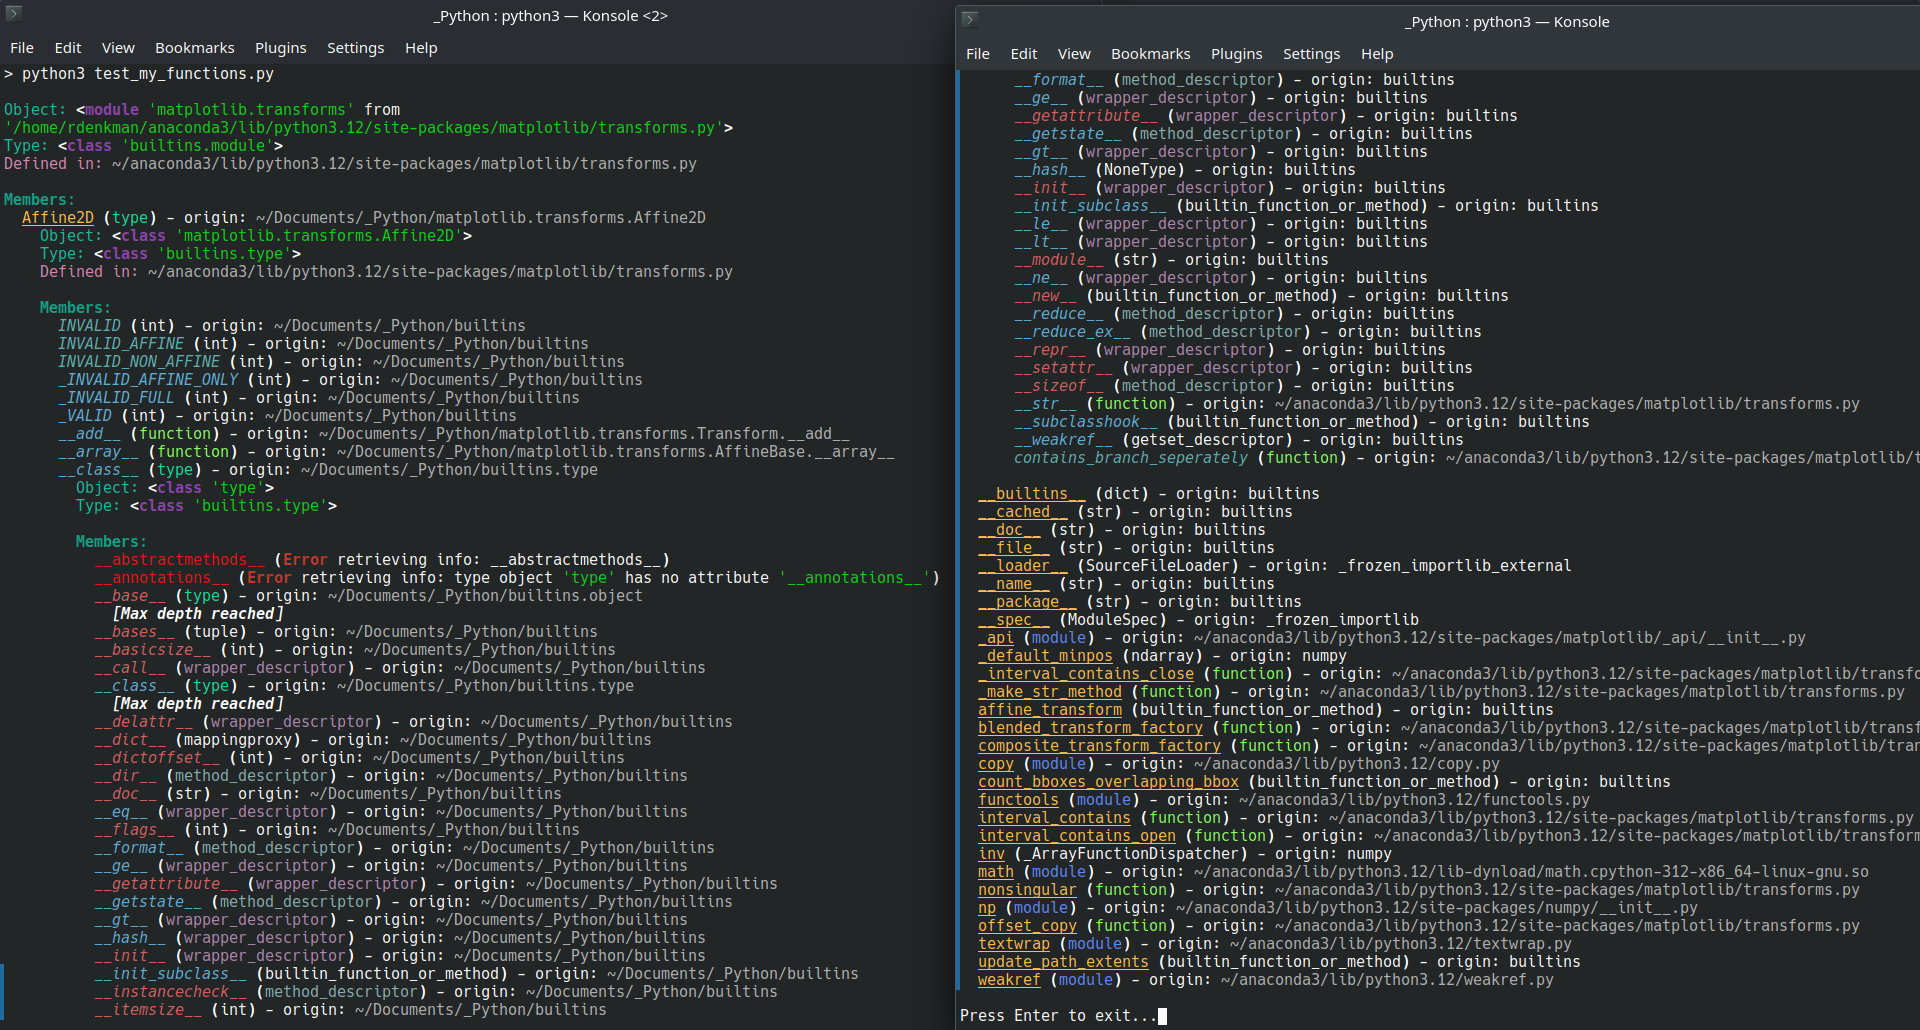 _Python : python3 — Konsole <2>
File Edit View Bookmarks Plugins Settings Help
> python3 test_my_functions.py
Object: <module 'matplotlib.transforms' from
'/home/rdenkman/anaconda3/lib/python3.12/site-packages/matplotlib/transforms.py'>
Type: <class 'builtins.module'>
Defined in: ~/anaconda3/lib/python3.12/site-packages/matplotlib/transforms.py
Members:
Affine2D (type) - origin: ~/Documents/_Python/matplotlib.transforms.Affine2D
Object: <class 'matplotlib.transforms.Affine2D'>
Type: <class 'builtins.type'>
Defined in: ~/anaconda3/lib/python3.12/site-packages/matplotlib/transforms.py
Members:
INVALID (int) - origin: ~/Documents/_Python/builtins
INVALID_AFFINE (int) - origin: ~/Documents/_Python/builtins
INVALID_NON_AFFINE (int) - origin: ~/Documents/_Python/builtins
_INVALID_AFFINE_ONLY (int) - origin: ~/Documents/_Python/builtins
_INVALID_FULL (int) - origin: ~/Documents/_Python/builtins
_VALID (int) - origin: ~/Documents/_Python/builtins
__add__ (function) - origin: ~/Documents/_Python/matplotlib.transforms.Transform.__add__
__array__ (function) - origin: ~/Documents/_Python/matplotlib.transforms.AffineBase.__array__
__class__ (type) - origin: ~/Documents/_Python/builtins.type
Object: <class 'type'>
Type: <class 'builtins.type'>
Members:
__abstractmethods__ (Error retrieving info: __abstractmethods__)
__annotations__ (Error retrieving info: type object 'type' has no attribute '__annotations__')
__base__ (type) - origin: ~/Documents/_Python/builtins.object
[Max depth reached]
__bases__ (tuple) - origin: ~/Documents/_Python/builtins
__basicsize__ (int) - origin: ~/Documents/_Python/builtins
__call__ (wrapper_descriptor) - origin: ~/Documents/_Python/builtins
__class__ (type) - origin: ~/Documents/_Python/builtins.type
[Max depth reached]
__delattr__ (wrapper_descriptor) - origin: ~/Documents/_Python/builtins
__dict__ (mappingproxy) - origin: ~/Documents/_Python/builtins
__dictoffset__ (int) - origin: ~/Documents/_Python/builtins
__dir__ (method_descriptor) - origin: ~/Documents/_Python/builtins
__doc__ (str) - origin: ~/Documents/_Python/builtins
__eq__ (wrapper_descriptor) - origin: ~/Documents/_Python/builtins
__flags__ (int) - origin: ~/Documents/_Python/builtins
__format__ (method_descriptor) - origin: ~/Documents/_Python/builtins
__ge__ (wrapper_descriptor) - origin: ~/Documents/_Python/builtins
__getattribute__ (wrapper_descriptor) - origin: ~/Documents/_Python/builtins
__getstate__ (method_descriptor) - origin: ~/Documents/_Python/builtins
__gt__ (wrapper_descriptor) - origin: ~/Documents/_Python/builtins
__hash__ (wrapper_descriptor) - origin: ~/Documents/_Python/builtins
__init__ (wrapper_descriptor) - origin: ~/Documents/_Python/builtins
__init_subclass__ (builtin_function_or_method) - origin: ~/Documents/_Python/builtins
__instancecheck__ (method_descriptor) - origin: ~/Documents/_Python/builtins
__itemsize__ (int) - origin: ~/Documents/_Python/builtins
_Python : python3 — Konsole
File Edit View Bookmarks Plugins Settings Help
__format__ (method_descriptor) - origin: builtins
__ge__ (wrapper_descriptor) - origin: builtins
__getattribute__ (wrapper_descriptor) - origin: builtins
__getstate__ (method_descriptor) - origin: builtins
__gt__ (wrapper_descriptor) - origin: builtins
__hash__ (NoneType) - origin: builtins
__init__ (wrapper_descriptor) - origin: builtins
__init_subclass__ (builtin_function_or_method) - origin: builtins
__le__ (wrapper_descriptor) - origin: builtins
__lt__ (wrapper_descriptor) - origin: builtins
__module__ (str) - origin: builtins
__ne__ (wrapper_descriptor) - origin: builtins
__new__ (builtin_function_or_method) - origin: builtins
__reduce__ (method_descriptor) - origin: builtins
__reduce_ex__ (method_descriptor) - origin: builtins
__repr__ (wrapper_descriptor) - origin: builtins
__setattr__ (wrapper_descriptor) - origin: builtins
__sizeof__ (method_descriptor) - origin: builtins
__str__ (function) - origin: ~/anaconda3/lib/python3.12/site-packages/matplotlib/transforms.py
__subclasshook__ (builtin_function_or_method) - origin: builtins
__weakref__ (getset_descriptor) - origin: builtins
contains_branch_seperately (function) - origin: ~/anaconda3/lib/python3.12/site-packages/matplotlib/t
__builtins__ (dict) - origin: builtins
__cached__ (str) - origin: builtins
__doc__ (str) - origin: builtins
__file__ (str) - origin: builtins
__loader__ (SourceFileLoader) - origin: _frozen_importlib_external
__name__ (str) - origin: builtins
__package__ (str) - origin: builtins
__spec__ (ModuleSpec) - origin: _frozen_importlib
_api (module) - origin: ~/anaconda3/lib/python3.12/site-packages/matplotlib/_api/__init__.py
_default_minpos (ndarray) - origin: numpy
_interval_contains_close (function) - origin: ~/anaconda3/lib/python3.12/site-packages/matplotlib/transfo
_make_str_method (function) - origin: ~/anaconda3/lib/python3.12/site-packages/matplotlib/transforms.py
affine_transform (builtin_function_or_method) - origin: builtins
blended_transform_factory (function) - origin: ~/anaconda3/lib/python3.12/site-packages/matplotlib/transf
composite_transform_factory (function) - origin: ~/anaconda3/lib/python3.12/site-packages/matplotlib/tran
copy (module) - origin: ~/anaconda3/lib/python3.12/copy.py
count_bboxes_overlapping_bbox (builtin_function_or_method) - origin: builtins
functools (module) - origin: ~/anaconda3/lib/python3.12/functools.py
interval_contains (function) - origin: ~/anaconda3/lib/python3.12/site-packages/matplotlib/transforms.py
interval_contains_open (function) - origin: ~/anaconda3/lib/python3.12/site-packages/matplotlib/transform
inv (_ArrayFunctionDispatcher) - origin: numpy
math (module) - origin: ~/anaconda3/lib/python3.12/lib-dynload/math.cpython-312-x86_64-linux-gnu.so
nonsingular (function) - origin: ~/anaconda3/lib/python3.12/site-packages/matplotlib/transforms.py
np (module) - origin: ~/anaconda3/lib/python3.12/site-packages/numpy/__init__.py
offset_copy (function) - origin: ~/anaconda3/lib/python3.12/site-packages/matplotlib/transforms.py
textwrap (module) - origin: ~/anaconda3/lib/python3.12/textwrap.py
update_path_extents (builtin_function_or_method) - origin: builtins
weakref (module) - origin: ~/anaconda3/lib/python3.12/weakref.py
Press Enter to exit...